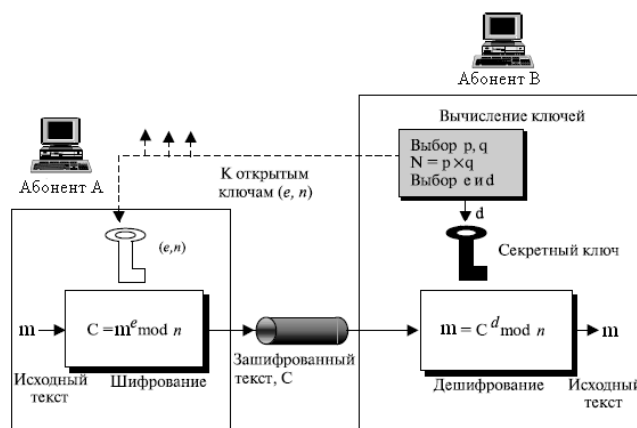 Абонент В
Абонент А
Вычисление ключей
Выбор p, q
N = p × q
Выбор e и d
К открытым
ключам (e, n)
d
(e,n)
Секретный ключ
m
C = m^e mod n
m = C^d mod n
m
Исходный
текст
Шифрование
Зашифрованный
текст, С
Дешифрование
Исходный
текст